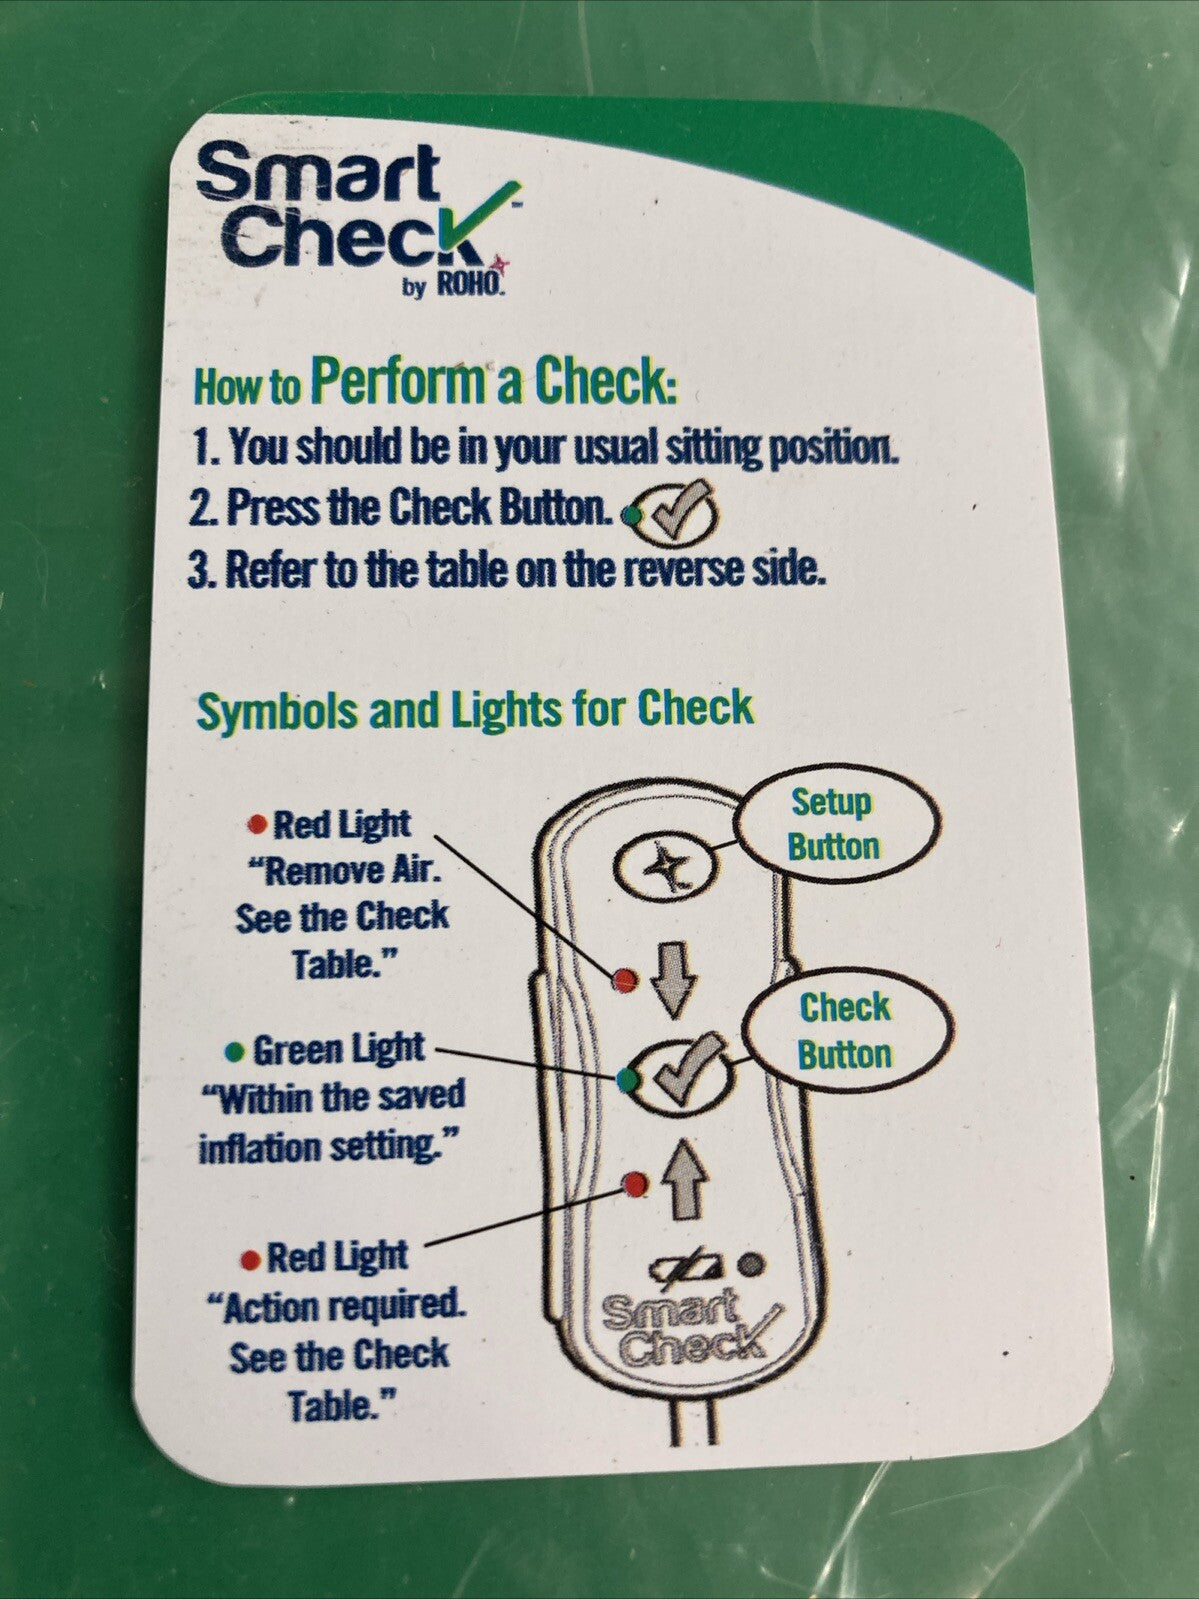 Smart
Check™
by ROHO.
How to Perform a Check:
1. You should be in your usual sitting position.
2. Press the Check Button.
3. Refer to the table on the reverse side.
Symbols and Lights for Check
Setup
Button
Red Light
“Remove Air.
See the Check
Table.”
Check
Button
Green Light
“Within the saved
inflation setting.”
Red Light
“Action required.
See the Check
Table.”
Smart
Check